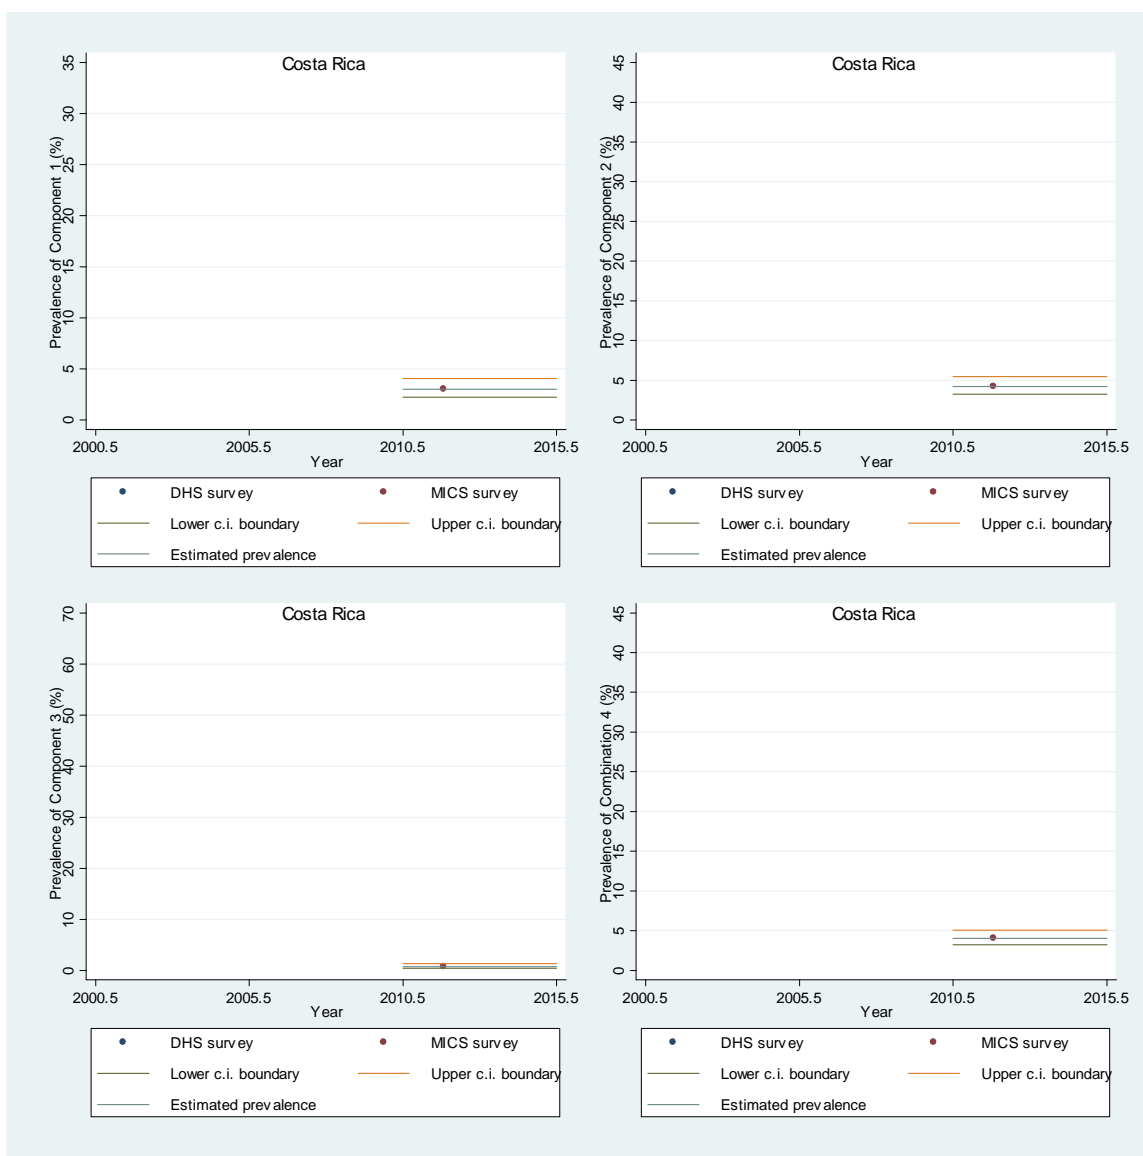 Costa Rica
Prevalence of Component 1 (%)
35
30
25
20
15
10
5
0
2000.5 2005.5 2010.5 2015.5
Year
DHS survey MICS survey
Lower c.i. boundary Upper c.i. boundary
Estimated prevalence
Costa Rica
Prevalence of Component 2 (%)
45
40
35
30
25
20
15
10
5
0
2000.5 2005.5 2010.5 2015.5
Year
DHS survey MICS survey
Lower c.i. boundary Upper c.i. boundary
Estimated prevalence
Costa Rica
Prevalence of Component 3 (%)
70
60
50
40
30
20
10
0
2000.5 2005.5 2010.5 2015.5
Year
DHS survey MICS survey
Lower c.i. boundary Upper c.i. boundary
Estimated prevalence
Costa Rica
Prevalence of Combination 4 (%)
45
40
35
30
25
20
15
10
5
0
2000.5 2005.5 2010.5 2015.5
Year
DHS survey MICS survey
Lower c.i. boundary Upper c.i. boundary
Estimated prevalence